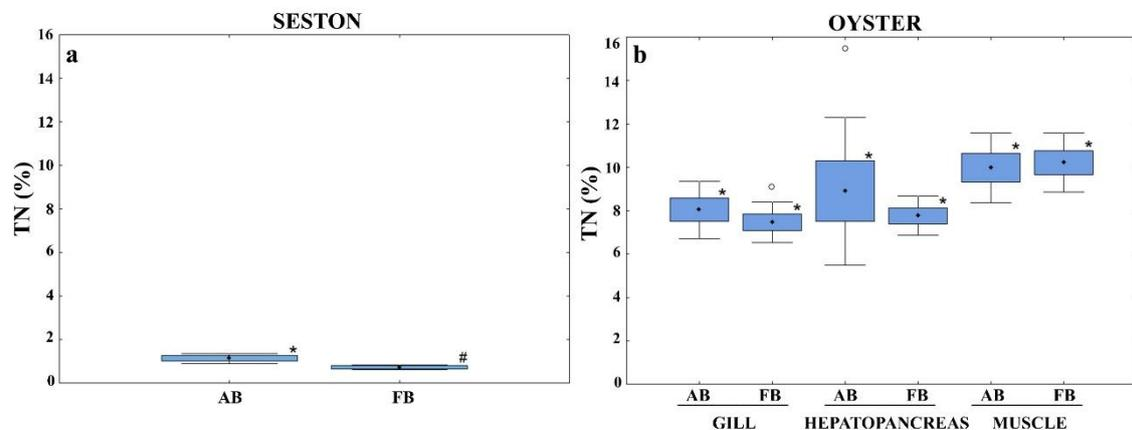 SESTON
a
16
14
12
10
8
6
4
2
0
TN (%)
*
#
AB FB
OYSTER
b
16
14
12
10
8
6
4
2
0
TN (%)
* * * * * *
AB FB AB FB AB FB
GILL HEPATOPANCREAS MUSCLE